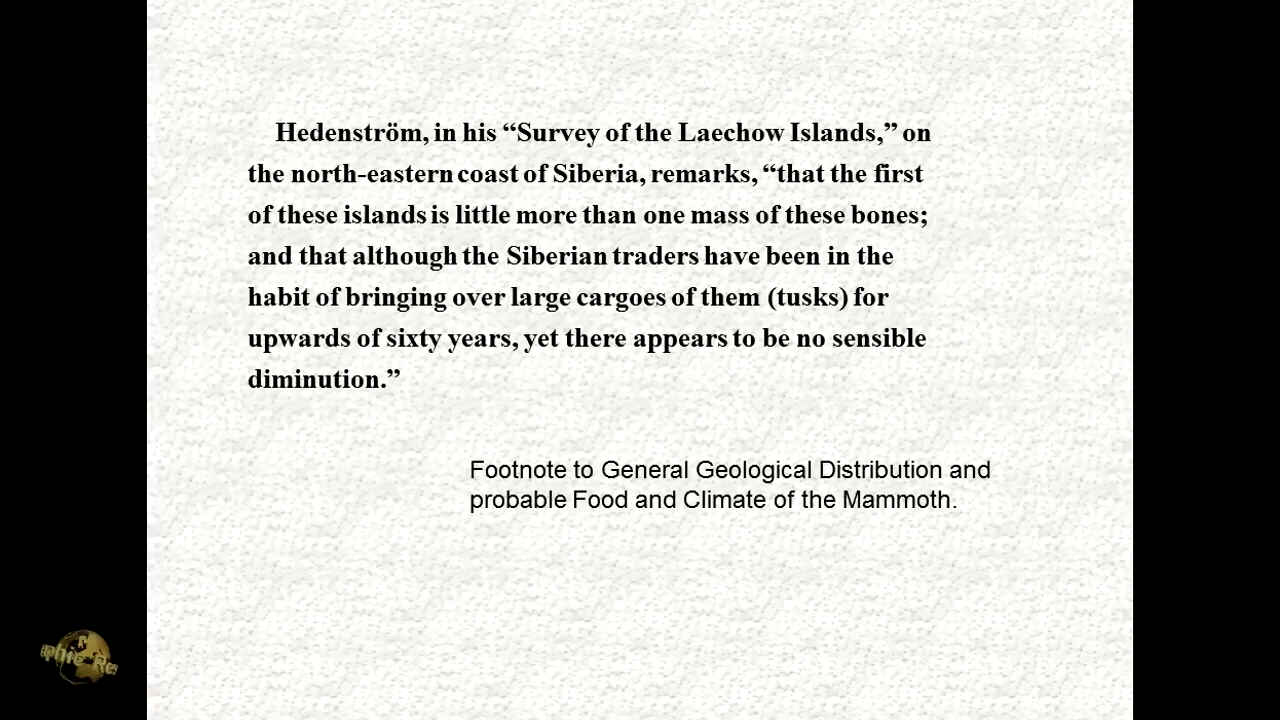 Hedenström, in his “Survey of the Laechow Islands,” on
the north-eastern coast of Siberia, remarks, “that the first
of these islands is little more than one mass of these bones;
and that although the Siberian traders have been in the
habit of bringing over large cargoes of them (tusks) for
upwards of sixty years, yet there appears to be no sensible
diminution.”
Footnote to General Geological Distribution and
probable Food and Climate of the Mammoth.